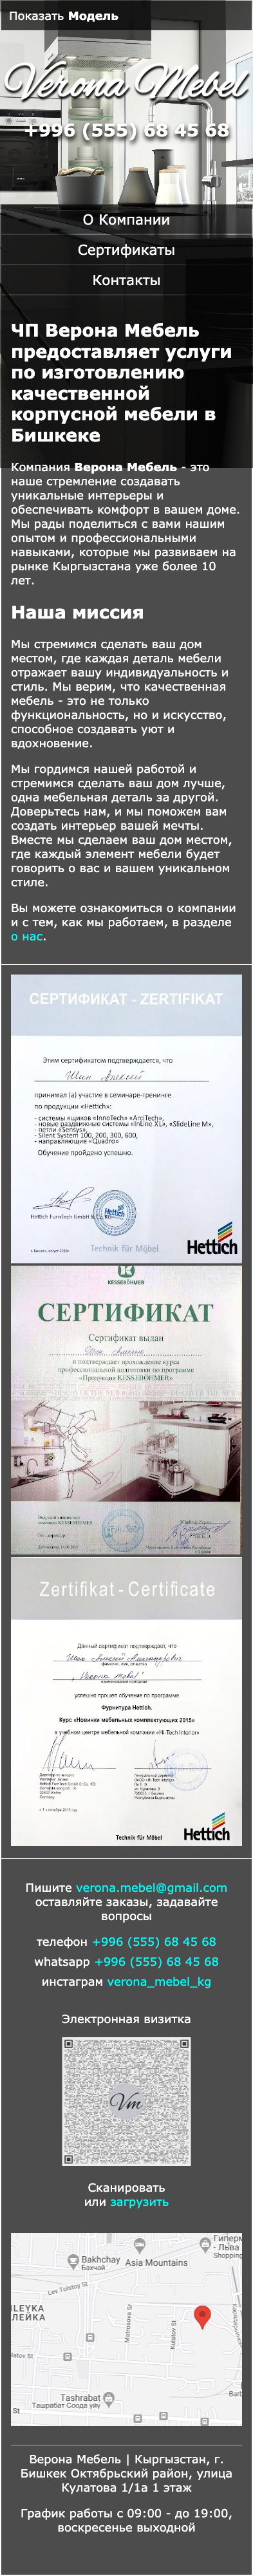 Показать Модель
Verona Mebel
+996 (555) 68 45 68
О Компании
Сертификаты
Контакты
ЧП Верона Мебель
предоставляет услуги
по изготовлению
качественной
корпусной мебели в
Бишкеке
Компания Верона Мебель - это
наше стремление создавать
уникальные интерьеры и
обеспечивать комфорт в вашем доме.
Мы рады поделиться с вами нашим
опытом и профессиональными
навыками, которые мы развиваем на
рынке Кыргызстана уже более 10
лет.
Наша миссия
Мы стремимся сделать ваш дом
местом, где каждая деталь мебели
отражает вашу индивидуальность и
стиль. Мы верим, что качественная
мебель - это не только
функциональность, но и искусство,
способное создавать уют и
вдохновение.
Мы гордимся нашей работой и
стремимся сделать ваш дом лучше,
одна мебельная деталь за другой.
Доверьтесь нам, и мы поможем вам
создать интерьер вашей мечты.
Вместе мы сделаем ваш дом местом,
где каждый элемент мебели будет
говорить о вас и вашем уникальном
стиле.
Вы можете ознакомиться о компании
и с тем, как мы работаем, в разделе
о нас.
СЕРТИФИКАТ - ZERTIFIKAT
Этим сертификатом подтверждается, что
Шин Алексей
принимал (а) участие в семинаре-тренинге
по продукции «Hettich»:
- системы ящиков «InnoTech» «ArciTech»,
- новые раздвижные системы «InLine XL», «SlideLine M»,
- петли «Sensys»,
- Silent System 100, 200, 300, 600,
- направляющие «Quadro»
Обучение пройдено успешно.
Hettich FurnTech GmbH & Co.
Technik für Möbel
Hettich
KESSEBÖHMER
СЕРТИФИКАТ
Сертификат выдан
и подтверждает прохождение курса
профессиональной подготовки по программе
«Продукция KESSEBÖHMER»
Zertifikat - Certificate
Данный сертификат подтверждает, что
Шин Алексей Александрович
„Verona Mebel"
успешно прошел обучение по программе
Фурнитура Hettich.
Курс «Новинки мебельных комплектующих 2015»
в учебном центре мебельной компании «Hi-Tech Interior»
Technik für Möbel
Hettich
Пишите verona.mebel@gmail.com
оставляйте заказы, задавайте
вопросы
телефон +996 (555) 68 45 68
whatsapp +996 (555) 68 45 68
инстаграм verona_mebel_kg
Электронная визитка
Vm
Сканировать
или загрузить
Гиперм
- Льва
Shopping
Bakhchay
Бахчай
Asia Mountains
Lev Tolstoy St
ILEYKA
ЛЕЙКА
Matrosova St
Kulatov St
Barb
Tashrabat
Ташрабат Соода үйү
St
Верона Мебель | Кыргызстан, г.
Бишкек Октябрьский район, улица
Кулатова 1/1а 1 этаж
График работы с 09:00 - до 19:00,
воскресенье выходной